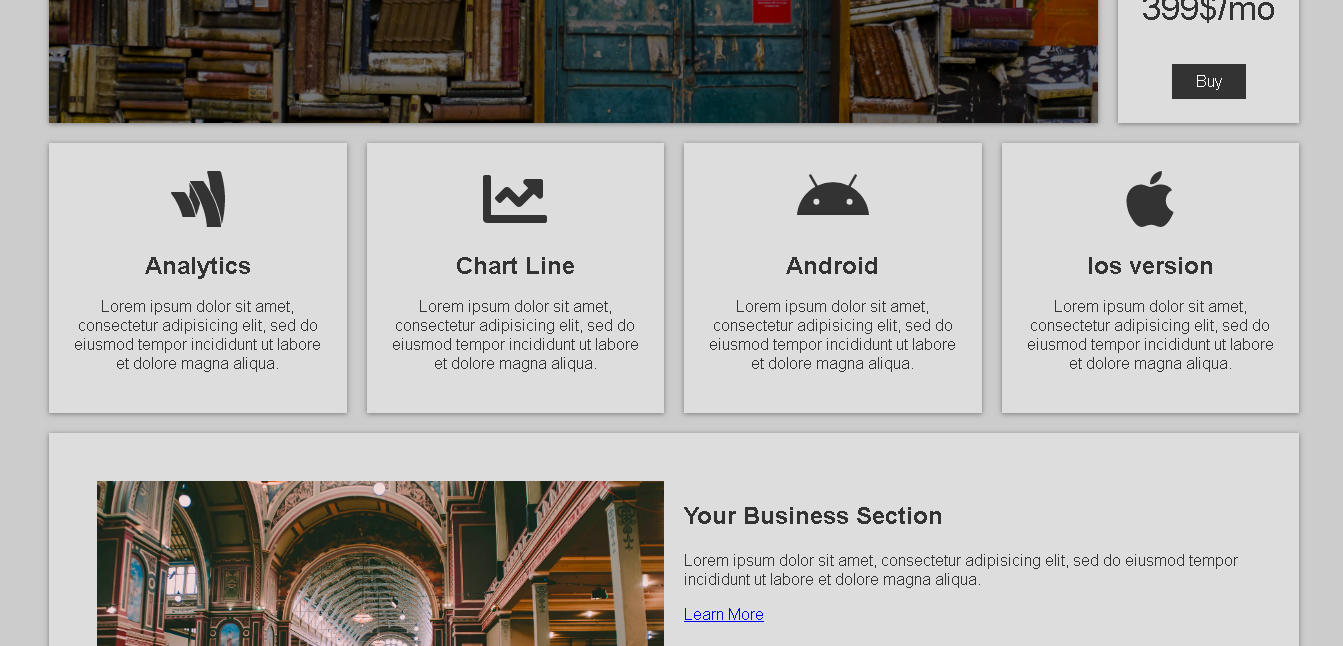 399$/mo
Buy
Analytics
Lorem ipsum dolor sit amet,
consectetur adipisicing elit, sed do
eiusmod tempor incididunt ut labore
et dolore magna aliqua.
Chart Line
Lorem ipsum dolor sit amet,
consectetur adipisicing elit, sed do
eiusmod tempor incididunt ut labore
et dolore magna aliqua.
Android
Lorem ipsum dolor sit amet,
consectetur adipisicing elit, sed do
eiusmod tempor incididunt ut labore
et dolore magna aliqua.
Ios version
Lorem ipsum dolor sit amet,
consectetur adipisicing elit, sed do
eiusmod tempor incididunt ut labore
et dolore magna aliqua.
Your Business Section
Lorem ipsum dolor sit amet, consectetur adipisicing elit, sed do eiusmod tempor
incididunt ut labore et dolore magna aliqua.
Learn More